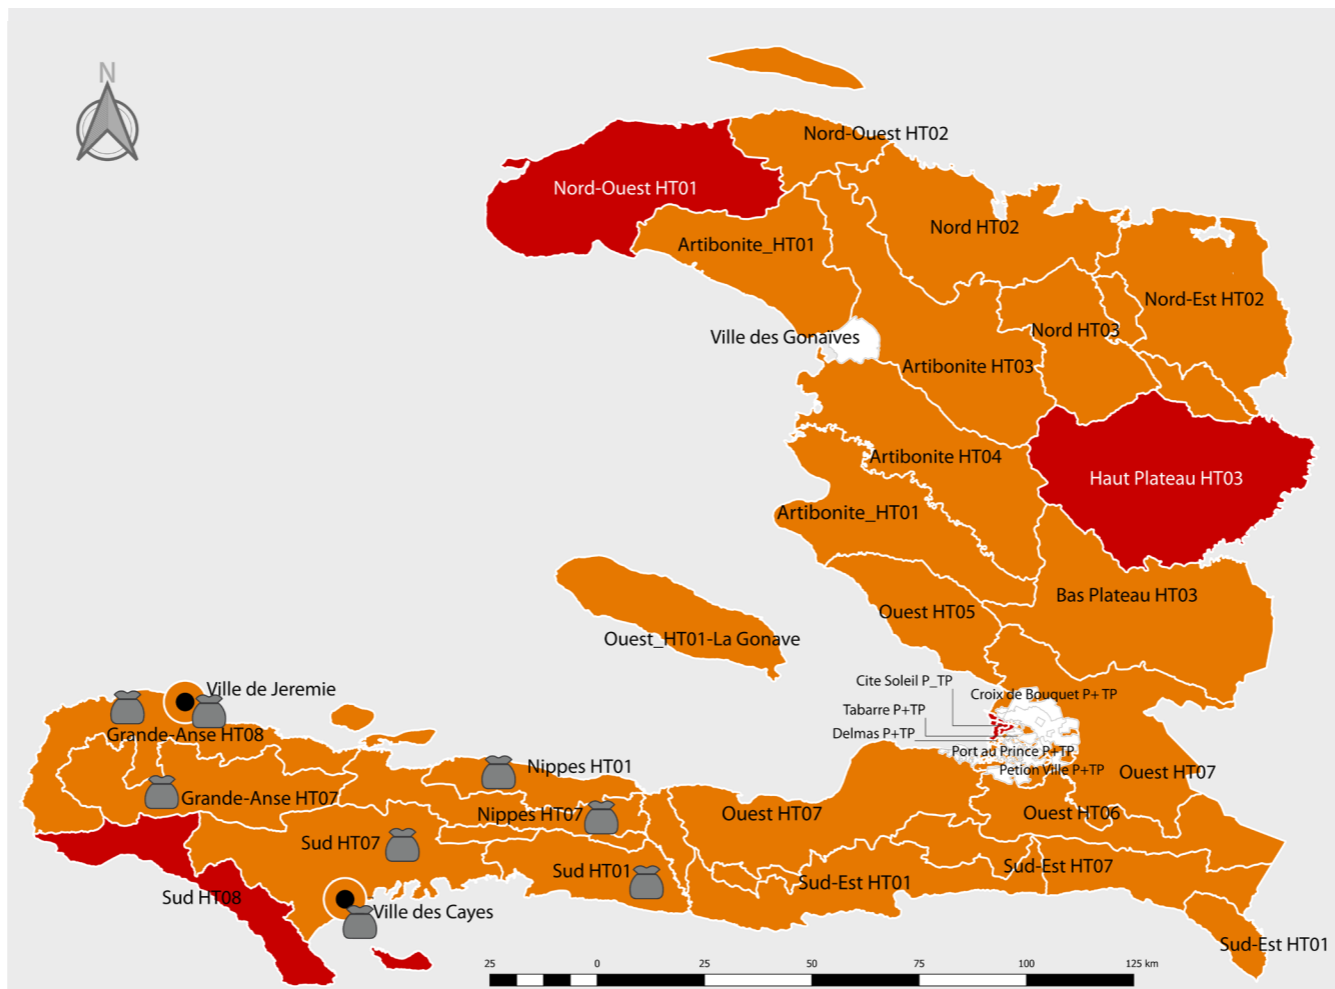 N
Nord-Ouest HT02
Nord-Ouest HT01
Nord HT02
Artibonite_HT01
Nord-Est HT02
Nord HT03
Ville des Gonaïves
Artibonite HT03
Artibonite HT04
Haut Plateau HT03
Artibonite_HT01
Bas Plateau HT03
Ouest HT05
Ouest_HT01-La Gonave
Cite Soleil P_TP
Croix de Bouquet P+ TP
Ville de Jeremie
Tabarre P+TP
Delmas P+TP
Grande-Anse HT08
Port au Prince P+TP
Nippes HT01
Petion Ville P+TP
Ouest HT07
Grande-Anse HT07
Nippes HT07
Ouest HT07
Ouest HT06
Sud HT07
Sud HT01
Sud-Est HT07
Sud-Est HT01
Sud HT08
Ville des Cayes
Sud-Est HT01
25 0 25 50 75 100 125 km